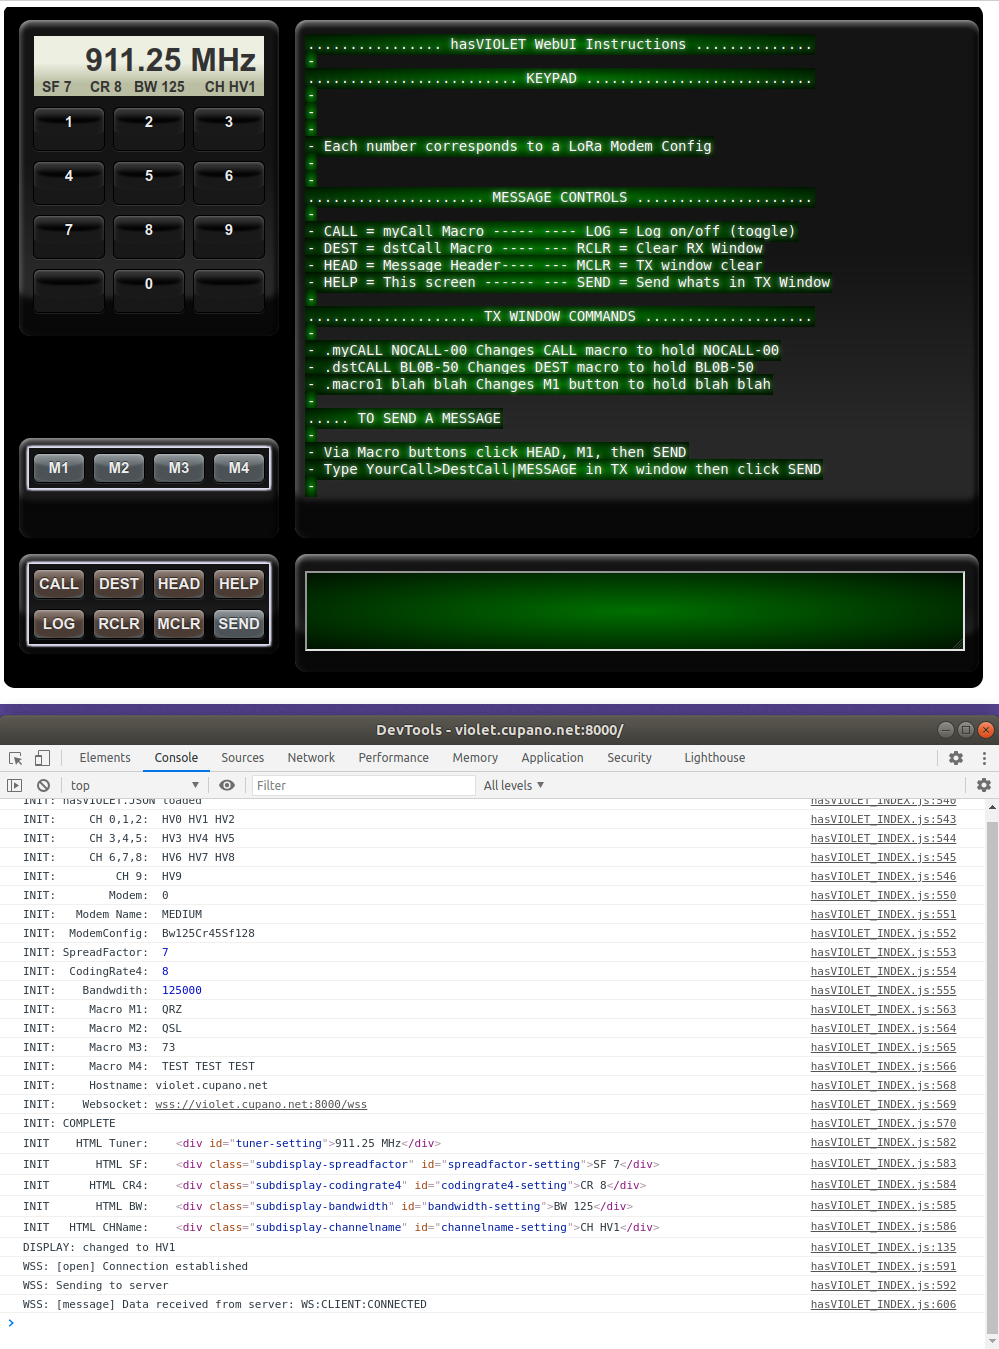 911.25 MHz
SF 7 CR 8 BW 125 CH HV1
1 2 3
4 5 6
7 8 9
0
M1 M2 M3 M4
CALL DEST HEAD HELP
LOG RCLR MCLR SEND
................ hasVIOLET WebUI Instructions ..............
-
......................... KEYPAD ...........................
-
-
-
- Each number corresponds to a LoRa Modem Config
-
-
..................... MESSAGE CONTROLS .....................
-
- CALL = myCall Macro ----- ---- LOG = Log on/off (toggle)
- DEST = dstCall Macro ---- --- RCLR = Clear RX Window
- HEAD = Message Header---- --- MCLR = TX window clear
- HELP = This screen ------ --- SEND = Send whats in TX Window
-
.................... TX WINDOW COMMANDS ....................
-
- .myCALL NOCALL-00 Changes CALL macro to hold NOCALL-00
- .dstCALL BL0B-50 Changes DEST macro to hold BL0B-50
- .macro1 blah blah Changes M1 button to hold blah blah
-
..... TO SEND A MESSAGE
-
- Via Macro buttons click HEAD, M1, then SEND
- Type YourCall>DestCall|MESSAGE in TX window then click SEND
-
DevTools - violet.cupano.net:8000/
Elements Console Sources Network Performance Memory Application Security Lighthouse
top Filter All levels
INIT: hasVIOLET.JSON loaded hasVIOLET_INDEX.js:540
INIT: CH 0,1,2: HV0 HV1 HV2 hasVIOLET_INDEX.js:543
INIT: CH 3,4,5: HV3 HV4 HV5 hasVIOLET_INDEX.js:544
INIT: CH 6,7,8: HV6 HV7 HV8 hasVIOLET_INDEX.js:545
INIT: CH 9: HV9 hasVIOLET_INDEX.js:546
INIT: Modem: 0 hasVIOLET_INDEX.js:550
INIT: Modem Name: MEDIUM hasVIOLET_INDEX.js:551
INIT: ModemConfig: Bw125Cr45Sf128 hasVIOLET_INDEX.js:552
INIT: SpreadFactor: 7 hasVIOLET_INDEX.js:553
INIT: CodingRate4: 8 hasVIOLET_INDEX.js:554
INIT: Bandwdith: 125000 hasVIOLET_INDEX.js:555
INIT: Macro M1: QRZ hasVIOLET_INDEX.js:563
INIT: Macro M2: QSL hasVIOLET_INDEX.js:564
INIT: Macro M3: 73 hasVIOLET_INDEX.js:565
INIT: Macro M4: TEST TEST TEST hasVIOLET_INDEX.js:566
INIT: Hostname: violet.cupano.net hasVIOLET_INDEX.js:568
INIT: Websocket: wss://violet.cupano.net:8000/wss hasVIOLET_INDEX.js:569
INIT: COMPLETE hasVIOLET_INDEX.js:570
INIT HTML Tuner: <div id="tuner-setting">911.25 MHz</div> hasVIOLET_INDEX.js:582
INIT HTML SF: <div class="subdisplay-spreadfactor" id="spreadfactor-setting">SF 7</div> hasVIOLET_INDEX.js:583
INIT HTML CR4: <div class="subdisplay-codingrate4" id="codingrate4-setting">CR 8</div> hasVIOLET_INDEX.js:584
INIT HTML BW: <div class="subdisplay-bandwidth" id="bandwidth-setting">BW 125</div> hasVIOLET_INDEX.js:585
INIT HTML CHName: <div class="subdisplay-channelname" id="channelname-setting">CH HV1</div> hasVIOLET_INDEX.js:586
DISPLAY: changed to HV1 hasVIOLET_INDEX.js:135
WSS: [open] Connection established hasVIOLET_INDEX.js:591
WSS: Sending to server hasVIOLET_INDEX.js:592
WSS: [message] Data received from server: WS:CLIENT:CONNECTED hasVIOLET_INDEX.js:606